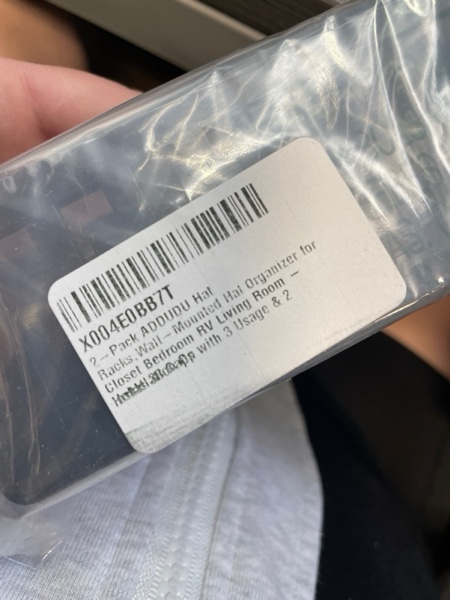 X004E0BB7T
2-Pack ADDUDU Hat
Racks,Wall-Mounted Hat Organizer for
Closet Bedroom RV Living Room -
with 3 Usage & 2